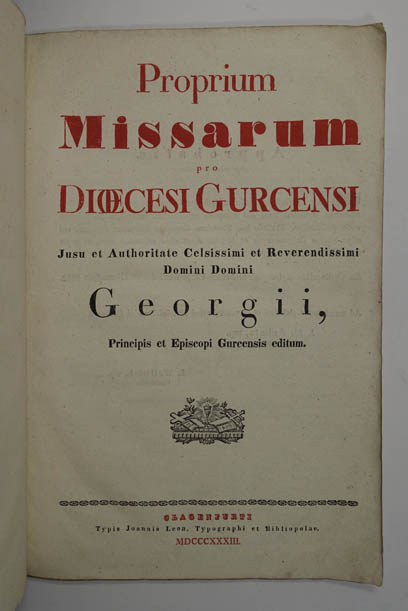 Proprium
Missarum
pro
DIŒCESI GURCENSI
Jusu et Authoritate Celsissimi et Reverendissimi
Domini Domini
Georgii,
Principis et Episcopi Gurcensis editum.
CLAGENFURTI
Typis Joannis Leon, Typographi et Bibliopolae.
MDCCCXXXIII.